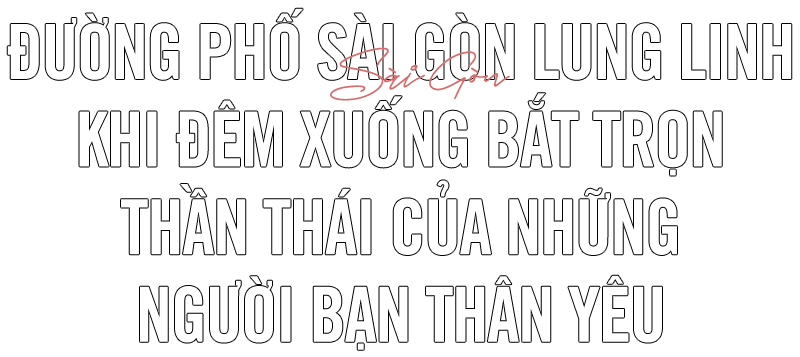 ĐƯỜNG PHỐ SÀI GÒN LUNG LINH
Sài Gòn
KHI ĐÊM XUỐNG BẮT TRỌN
THẦN THÁI CỦA NHỮNG
NGƯỜI BẠN THÂN YÊU